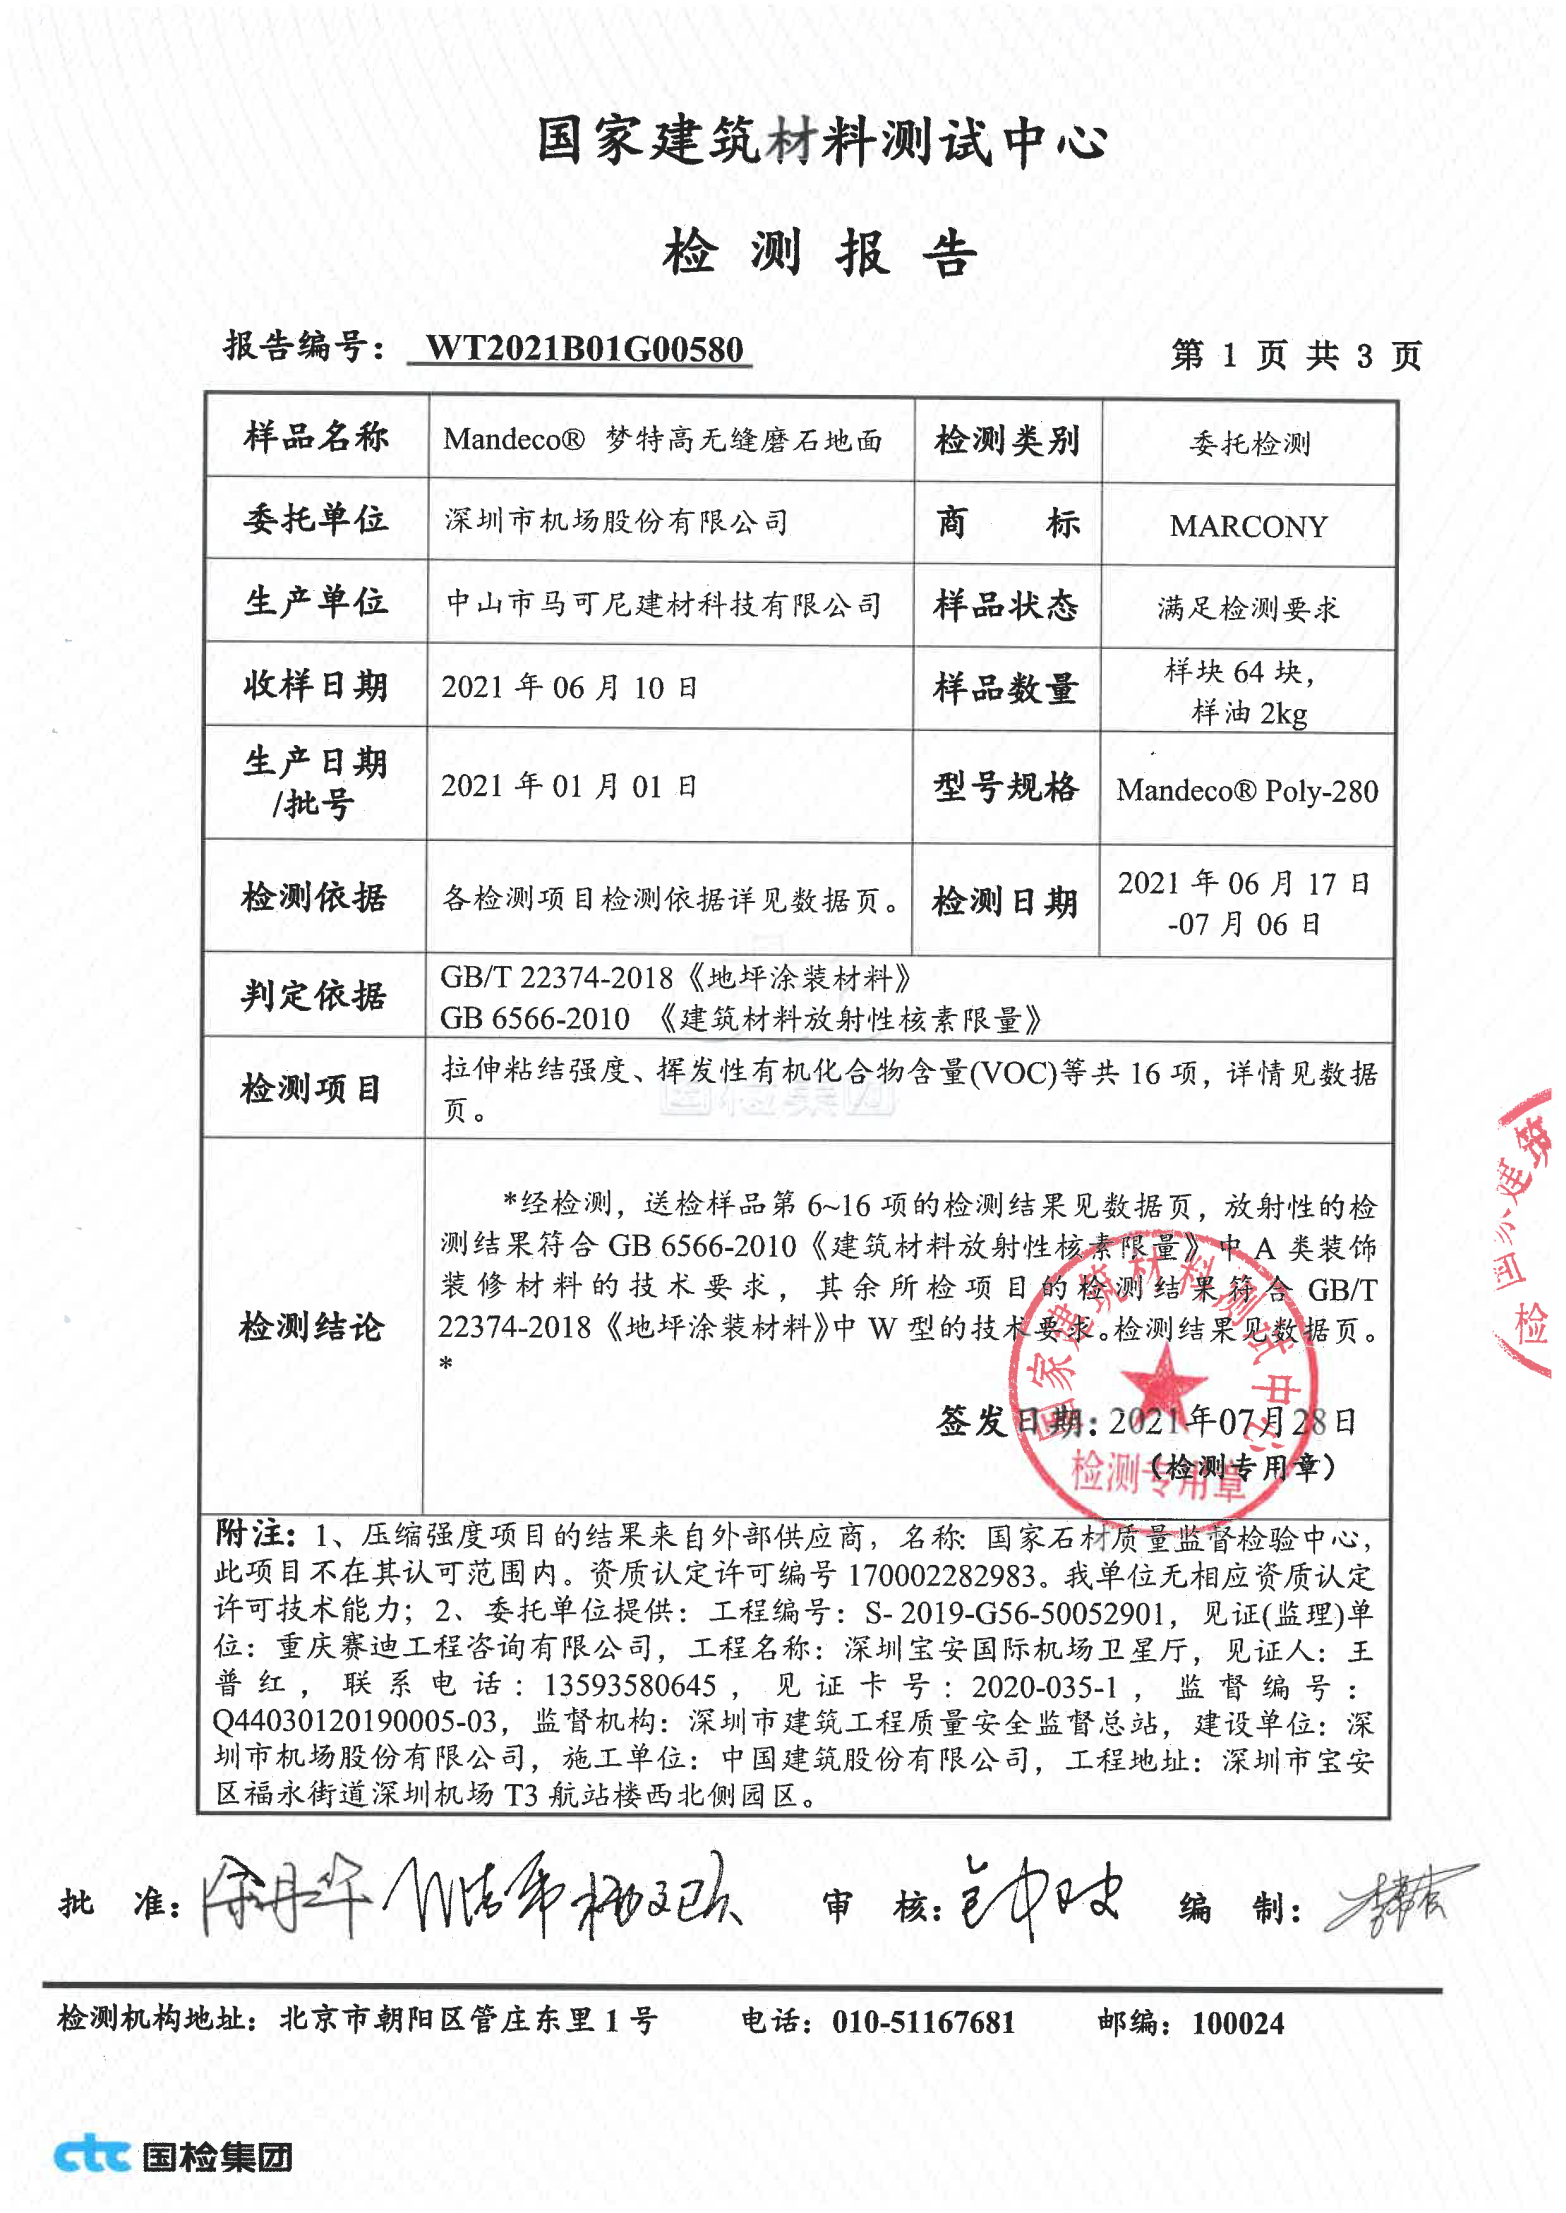 国家建筑材料测试中心
检测报告
报告编号： WT2021B01G00580
第 1 页 共 3 页
样品名称 Mandeco® 梦特高无缝磨石地面 检测类别 委托检测
委托单位 深圳市机场股份有限公司 商 标 MARCONY
生产单位 中山市马可尼建材科技有限公司 样品状态 满足检测要求
收样日期 2021 年 06 月 10 日 样品数量 样块 64 块，
样油 2kg
生产日期
/批号 2021 年 01 月 01 日 型号规格 Mandeco® Poly-280
检测依据 各检测项目检测依据详见数据页。 检测日期 2021 年 06 月 17 日
-07 月 06 日
判定依据 GB/T 22374-2018《地坪涂装材料》
GB 6566-2010 《建筑材料放射性核素限量》
检测项目 拉伸粘结强度、挥发性有机化合物含量(VOC)等共 16 项，详情见数据
页。
国检集团
检测结论
*经检测，送检样品第 6~16 项的检测结果见数据页，放射性的检
测结果符合 GB 6566-2010《建筑材料放射性核素限量》中 A 类装饰
装修材料的技术要求，其余所检项目的检测结果符合 GB/T
22374-2018《地坪涂装材料》中 W 型的技术要求。检测结果见数据页。
*
签发日期：2021年07月28日
（检测专用章）
国家建筑材料测试中心
检测专用章
附注：1、压缩强度项目的结果来自外部供应商，名称：国家石材质量监督检验中心，
此项目不在其认可范围内。资质认定许可编号 170002282983。我单位无相应资质认定
许可技术能力；2、委托单位提供：工程编号：S- 2019-G56-50052901，见证(监理)单
位：重庆赛迪工程咨询有限公司，工程名称：深圳宝安国际机场卫星厅，见证人：王
普红，联系电话：13593580645，见证卡号：2020-035-1，监督编号：
Q44030120190005-03，监督机构：深圳市建筑工程质量安全监督总站，建设单位：深
圳市机场股份有限公司，施工单位：中国建筑股份有限公司，工程地址：深圳市宝安
区福永街道深圳机场 T3 航站楼西北侧园区。
批 准： 审 核： 编 制：
检测机构地址：北京市朝阳区管庄东里 1 号 电话：010-51167681 邮编：100024
ctc 国检集团